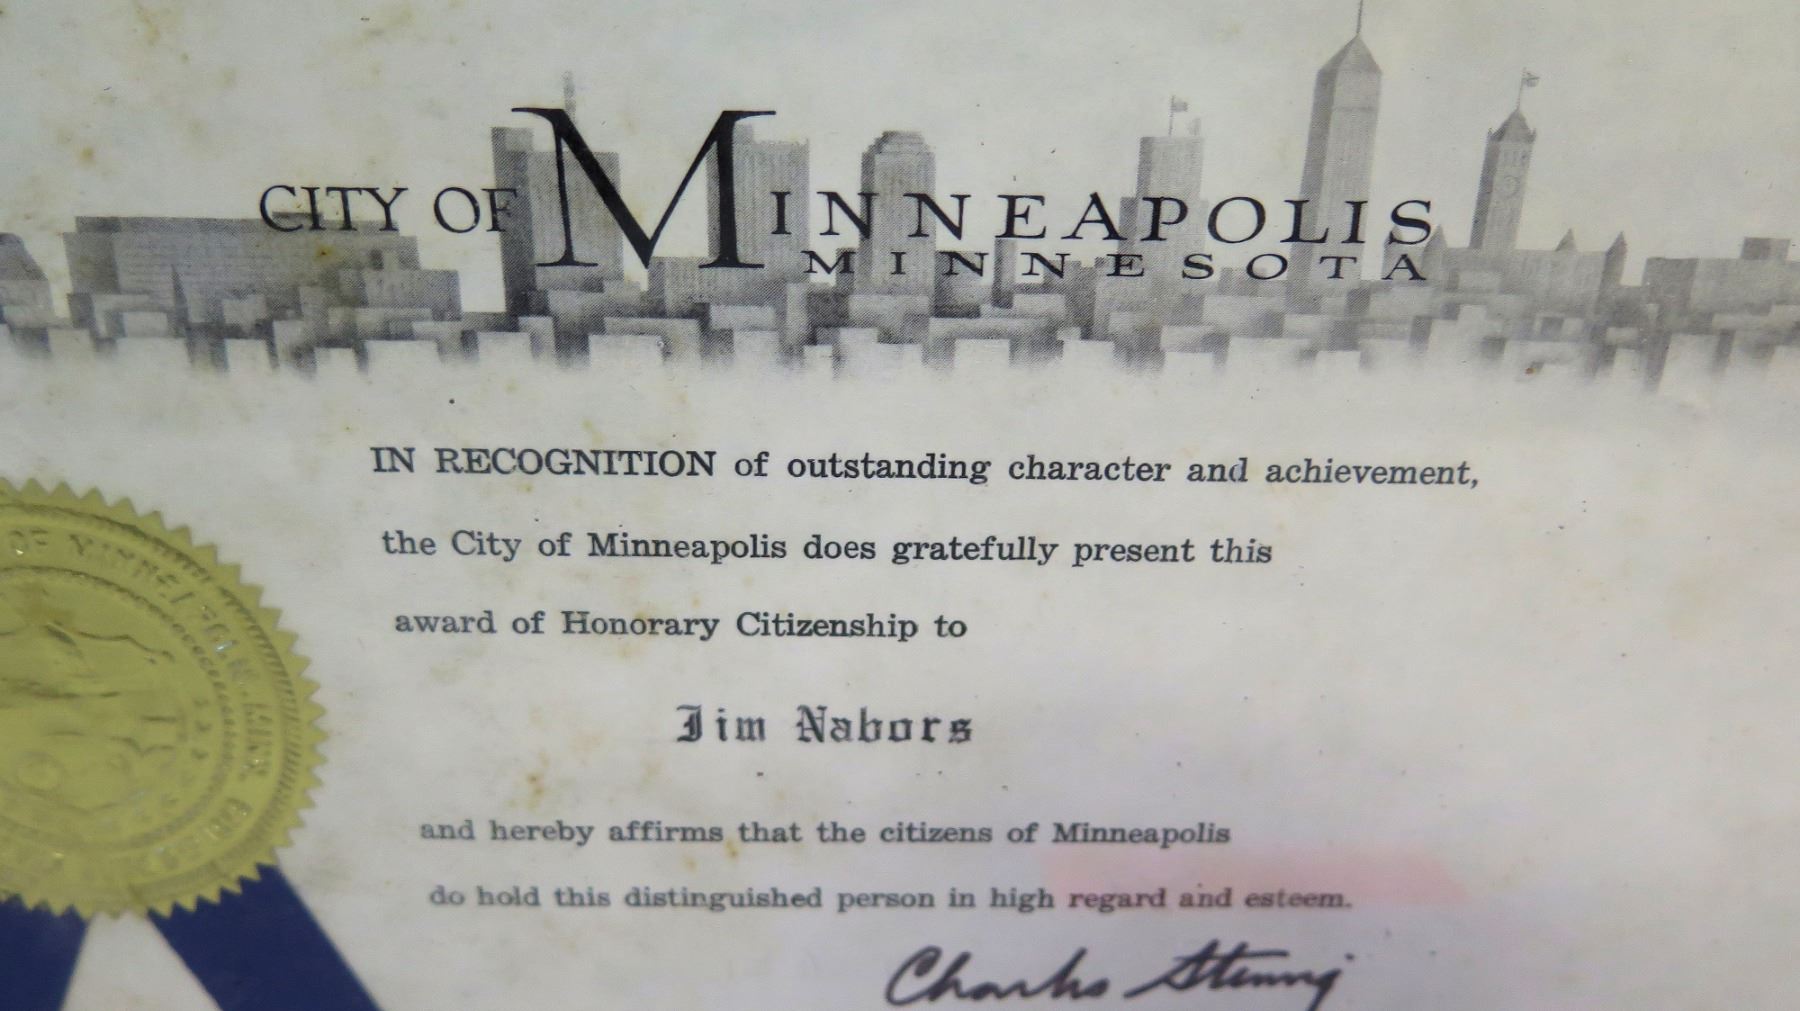 CITY OF MINNEAPOLIS
MINNESOTA
IN RECOGNITION of outstanding character and achievement,
the City of Minneapolis does gratefully present this
award of Honorary Citizenship to
Jim Nabors
and hereby affirms that the citizens of Minneapolis
do hold this distinguished person in high regard and esteem.
Charles Stenvig
OF MINNEAPOLIS